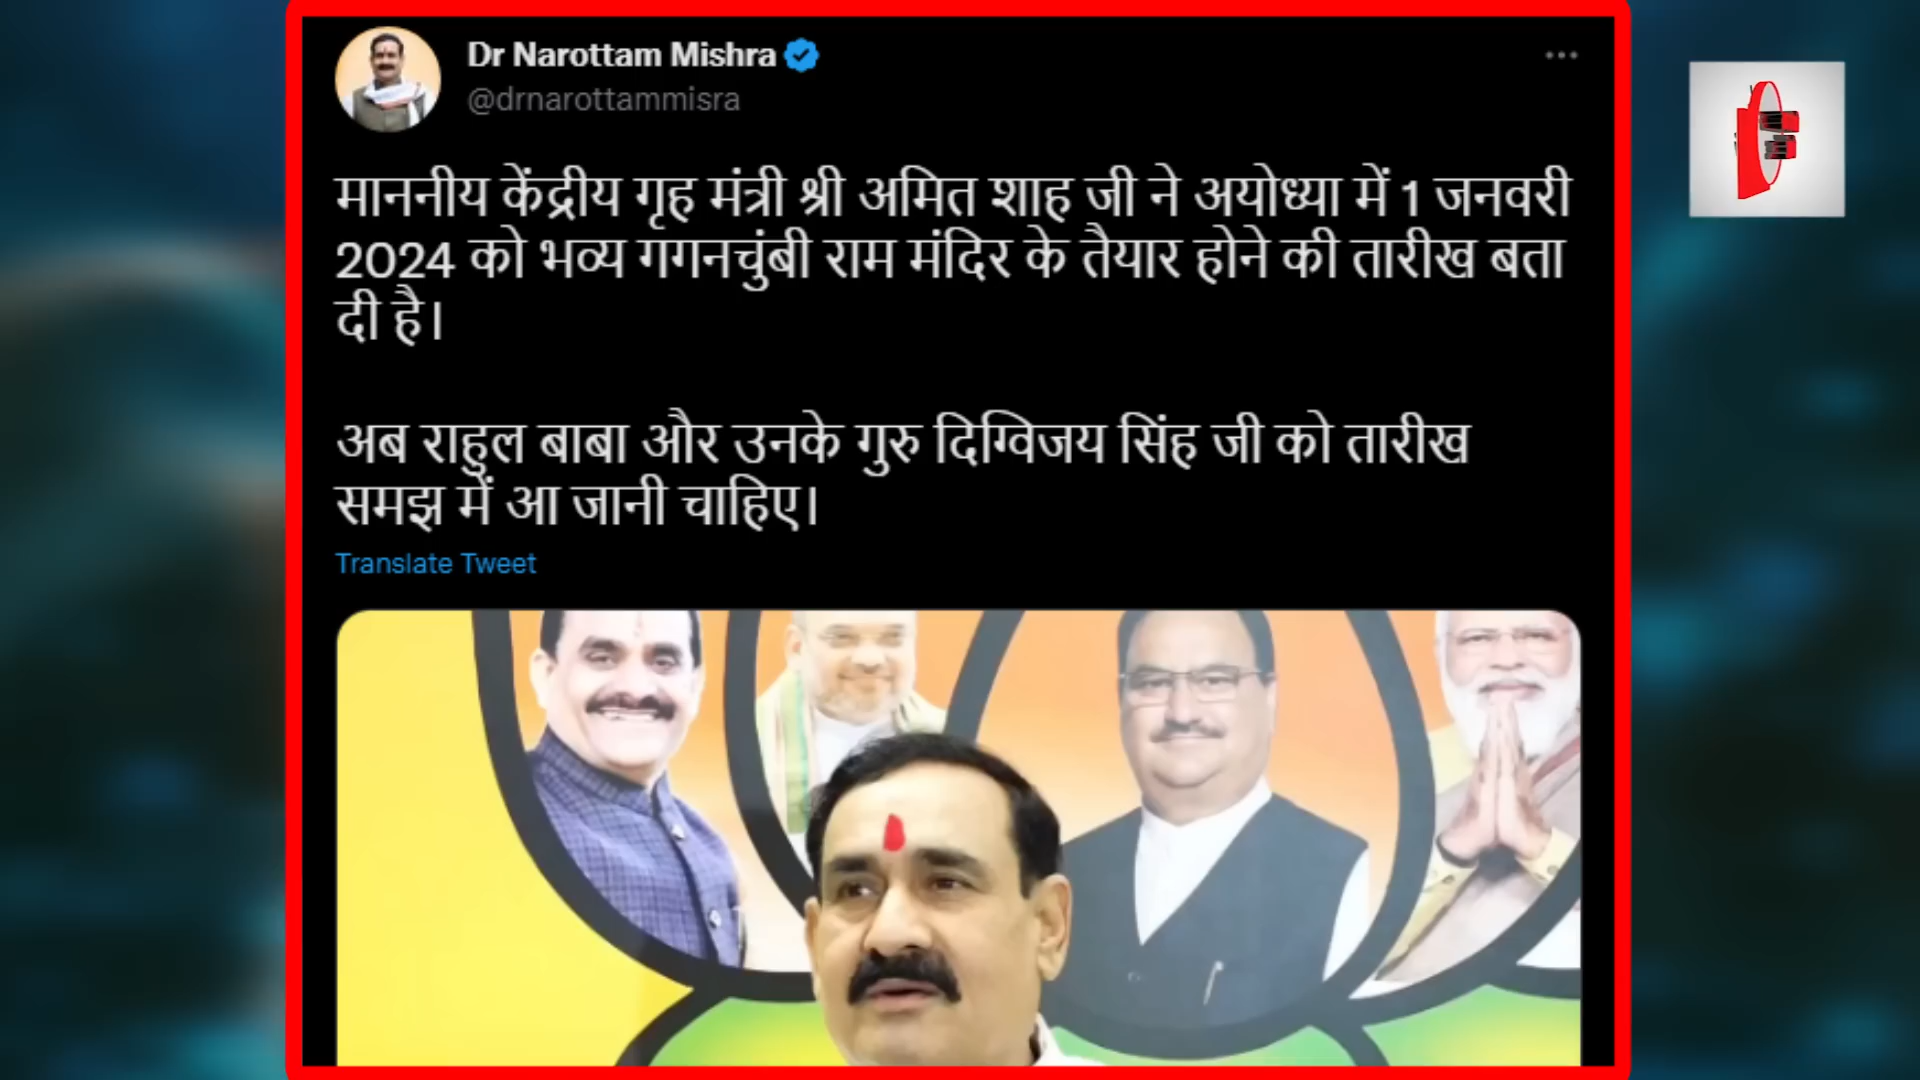 Dr Narottam Mishra
@drnarottammisra
माननीय केंद्रीय गृह मंत्री श्री अमित शाह जी ने अयोध्या में 1 जनवरी
2024 को भव्य गगनचुंबी राम मंदिर के तैयार होने की तारीख बता
दी है।
अब राहुल बाबा और उनके गुरु दिग्विजय सिंह जी को तारीख
समझ में आ जानी चाहिए।
Translate Tweet